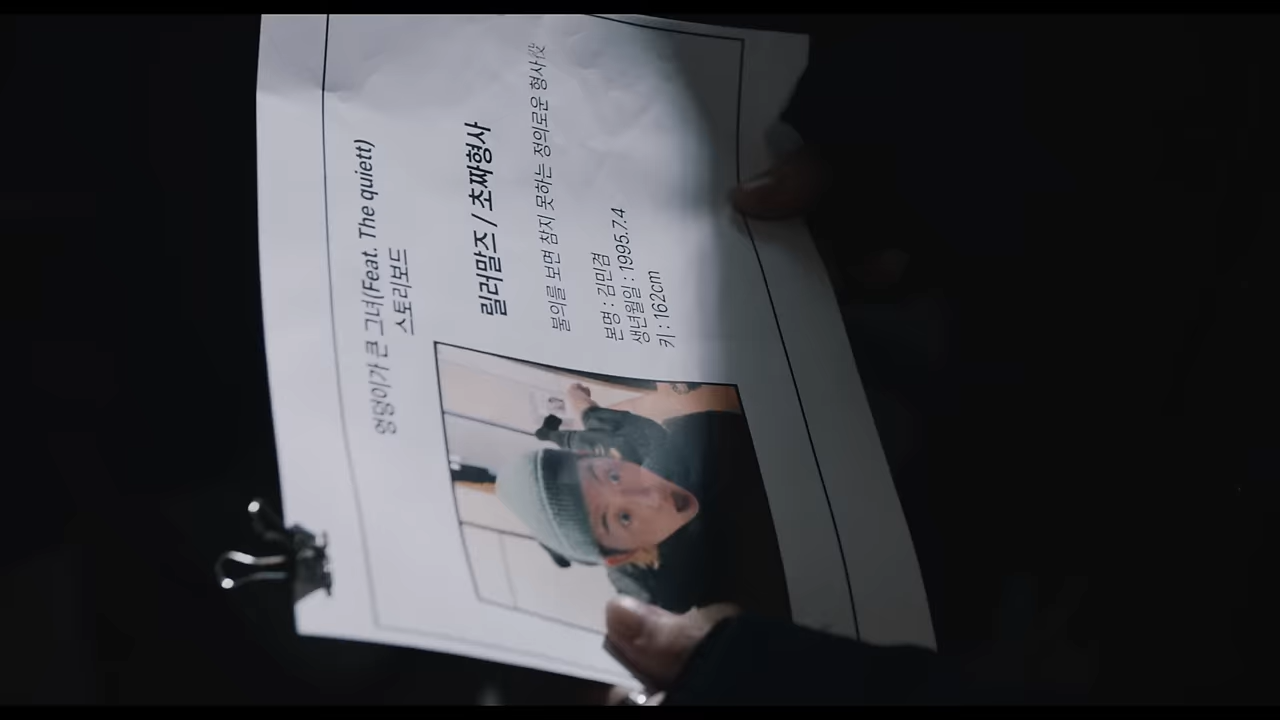 엉덩이가 큰 그녀(Feat. The quiett)
스토리보드
릴러말즈 / 초짜형사
불의를 보면 참지 못하는 정의로운 형사役
본명 : 김민겸
생년월일 : 1995.7.4
키 : 162cm